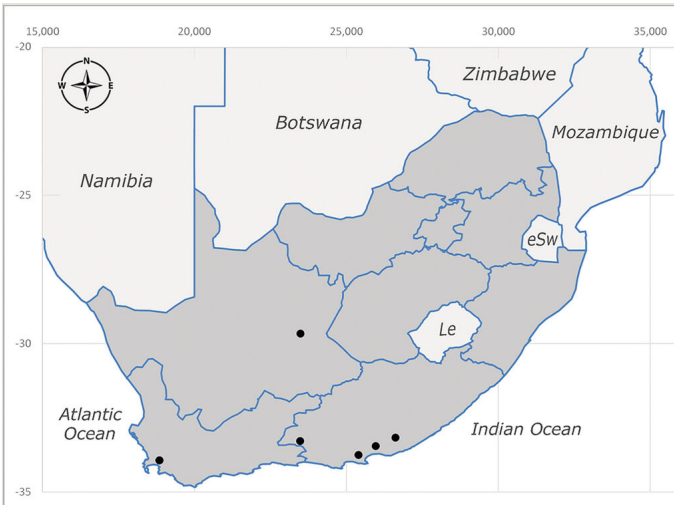 15,000 20,000 25,000 30,000 35,000
-20
N
W E
S
Zimbabwe
Botswana
Mozambique
Namibia
-25
eSw
-30
Le
Atlantic
Ocean
Indian Ocean
-35